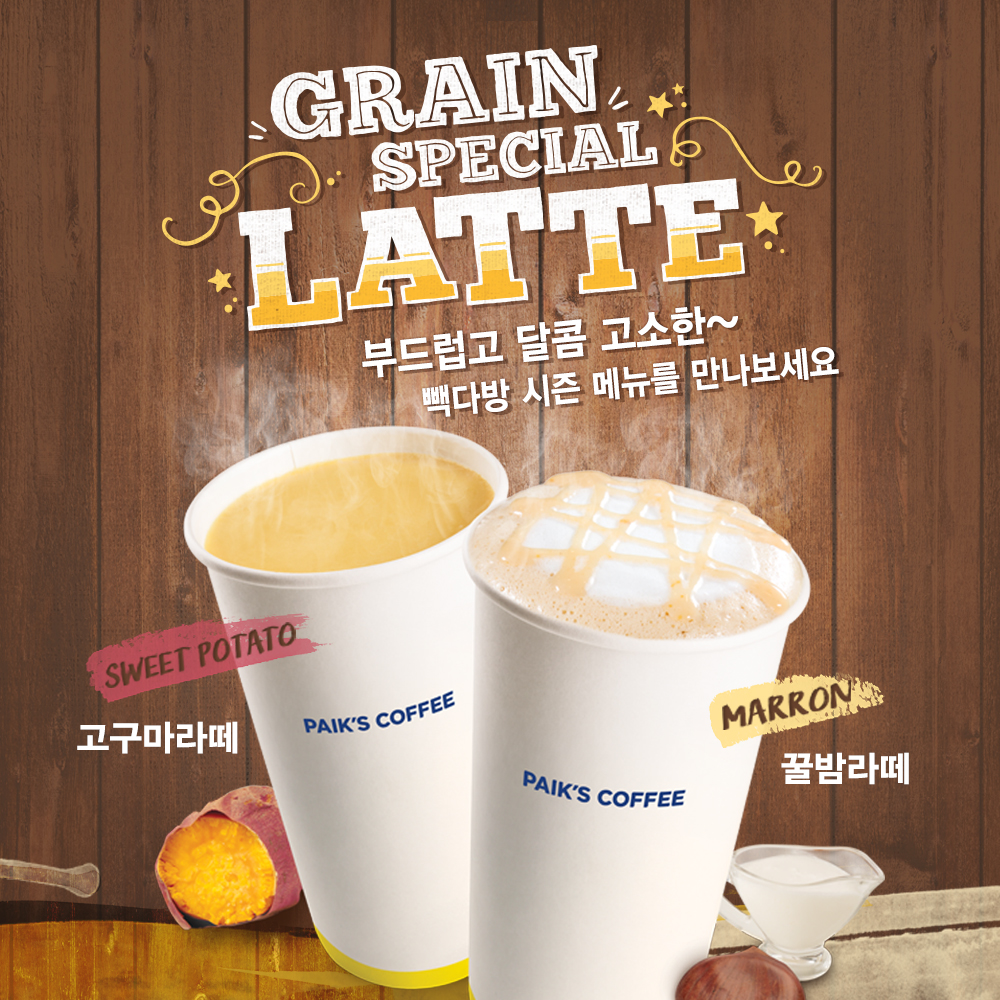 GRAIN
SPECIAL
LATTE
부드럽고 달콤 고소한~
빽다방 시즌 메뉴를 만나보세요
SWEET POTATO
고구마라떼
PAIK'S COFFEE
MARRON
꿀밤라떼
PAIK'S COFFEE